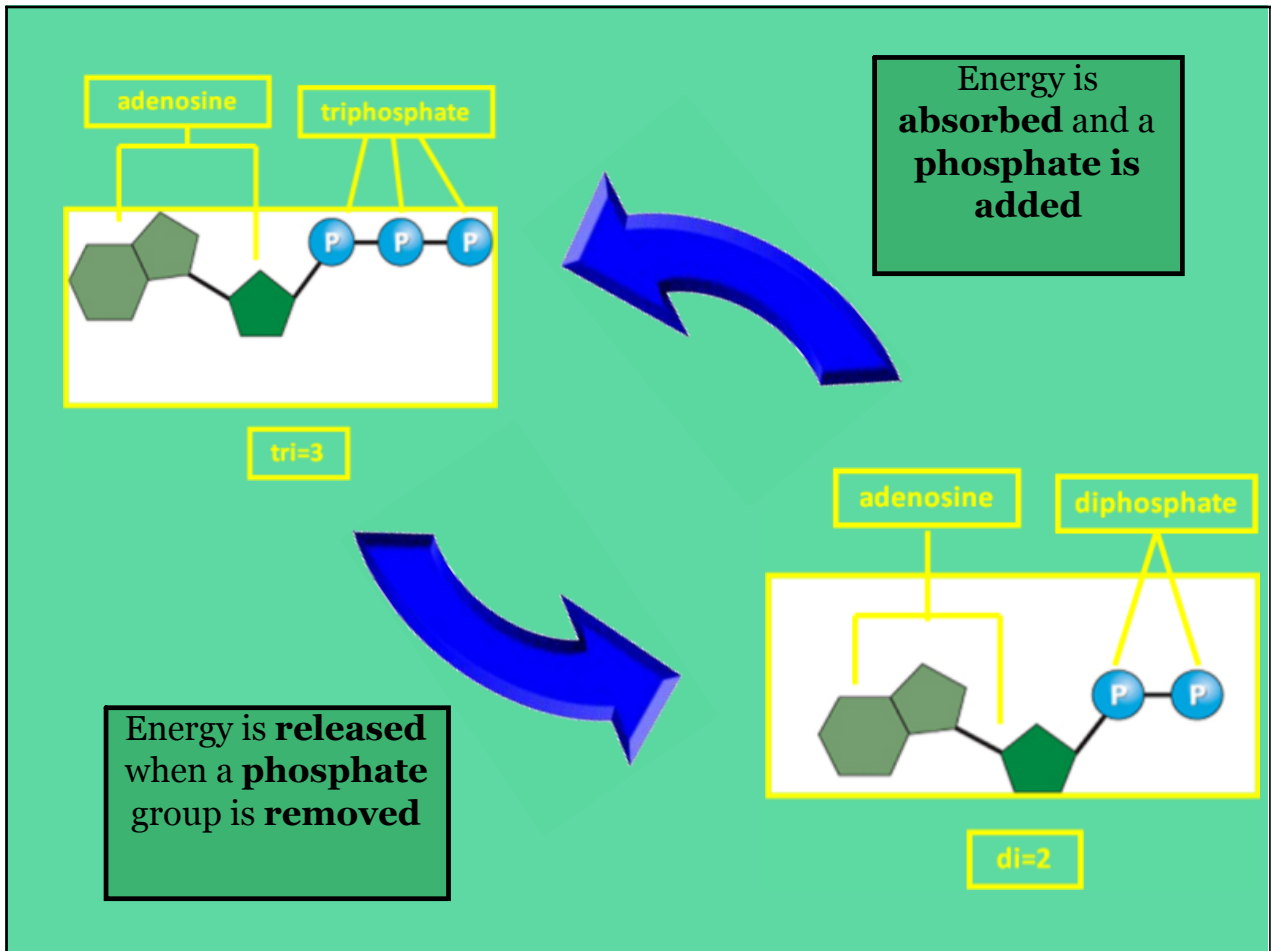 adenosine
triphosphate
P P P
tri=3
Energy is
absorbed and a
phosphate is
added
adenosine
diphosphate
P P
di=2
Energy is released
when a phosphate
group is removed